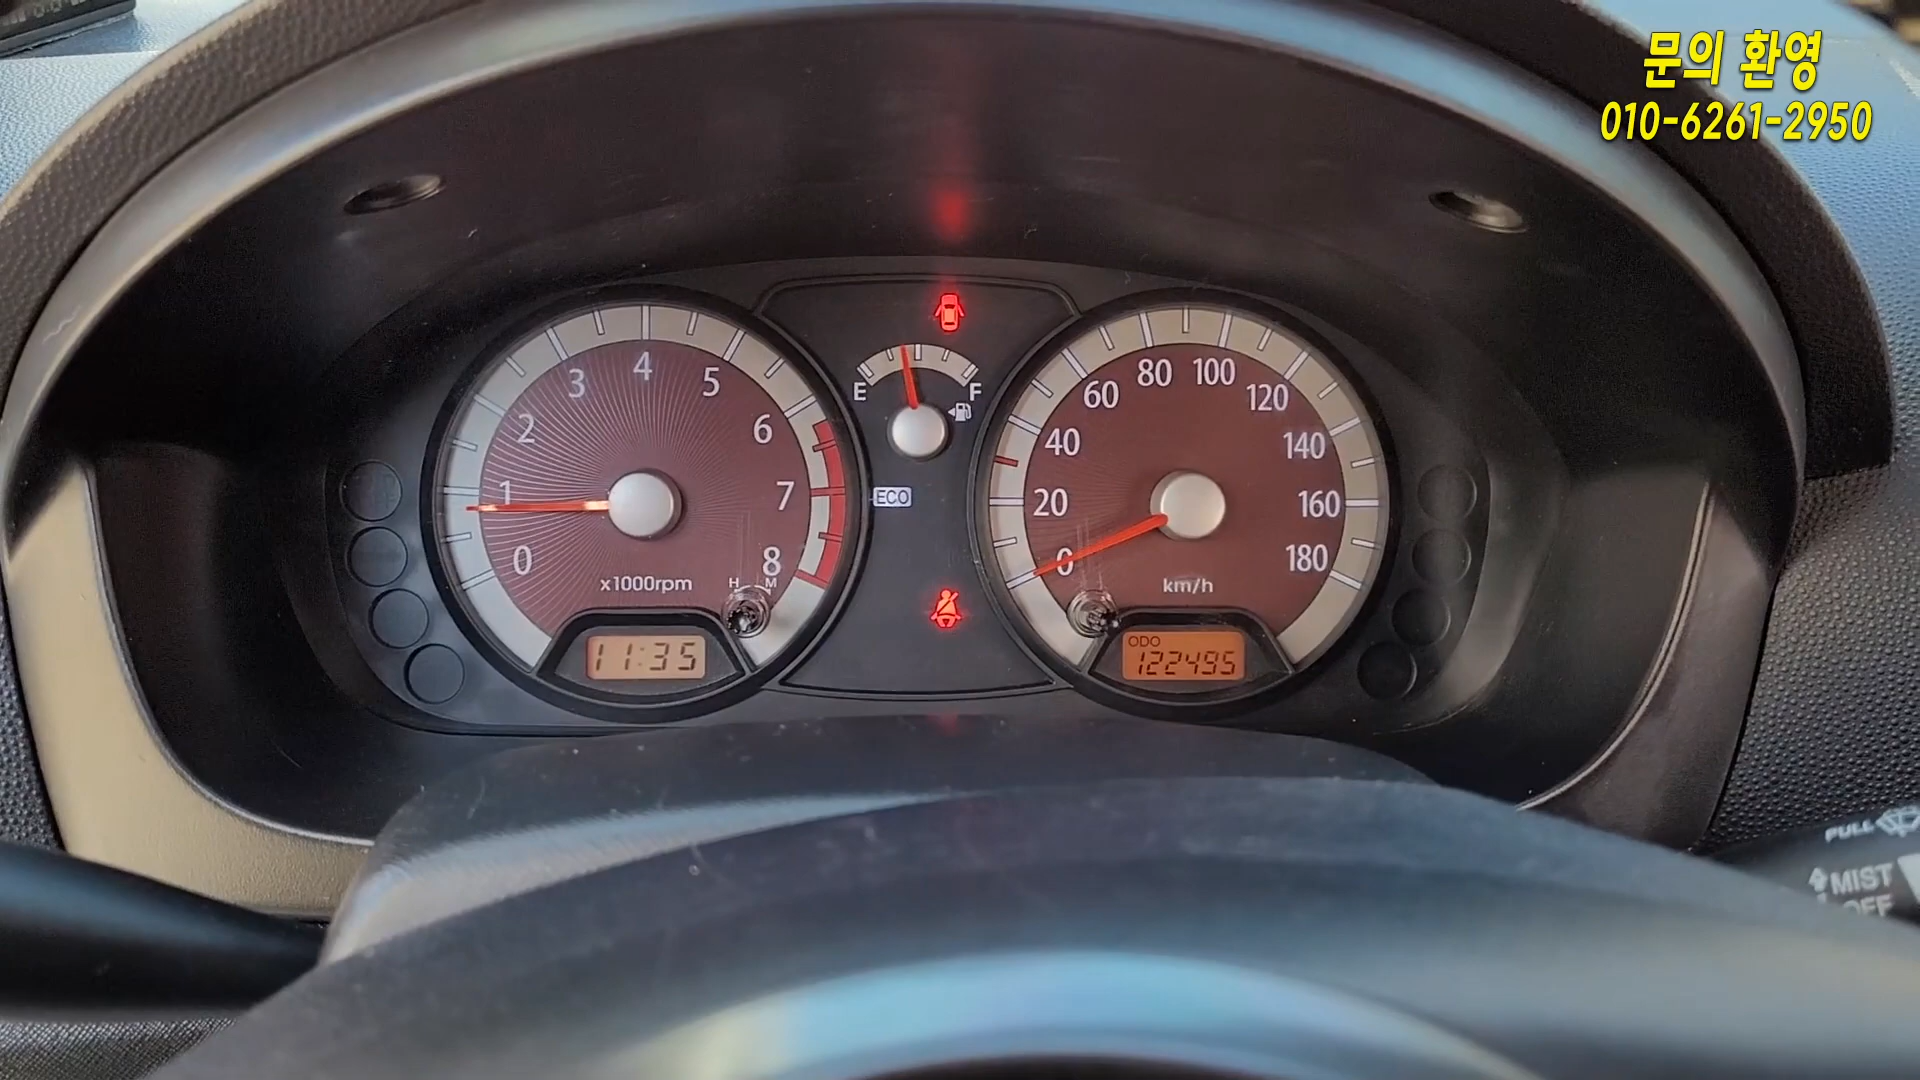 문의 환영
010-6261-2950
0 1 2 3 4 5 6 7 8
x1000rpm
H M
11:35
E F
ECO
0 20 40 60 80 100 120 140 160 180
km/h
ODO
122495
FULL
MIST
OFF